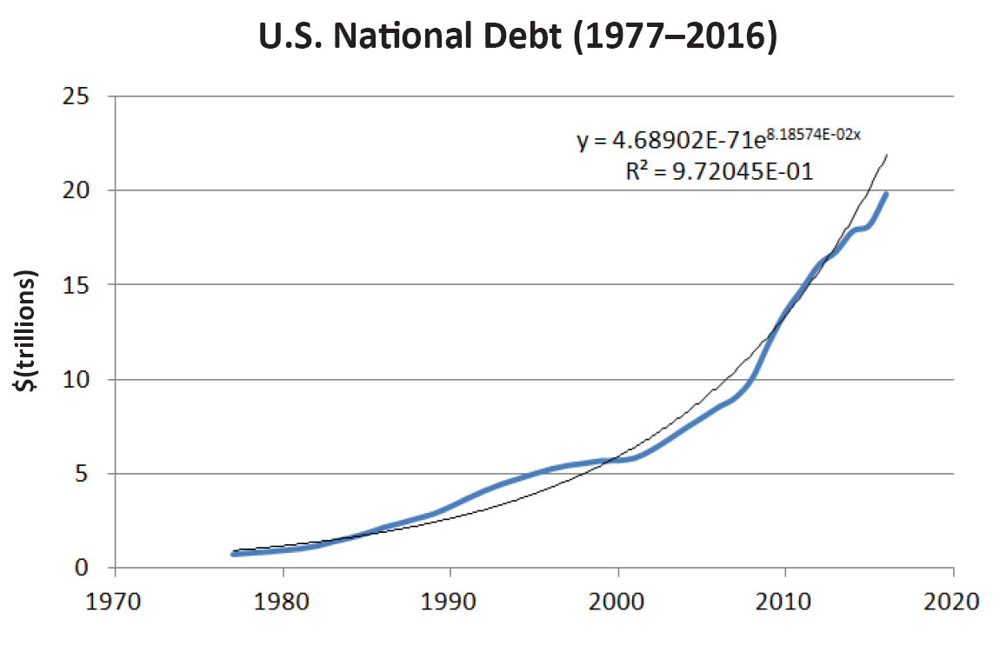 U.S. National Debt (1977–2016)
25
y = 4.68902E-71e^8.18574E-02x
R² = 9.72045E-01
20
15
$(trillions)
10
5
0
1970 1980 1990 2000 2010 2020